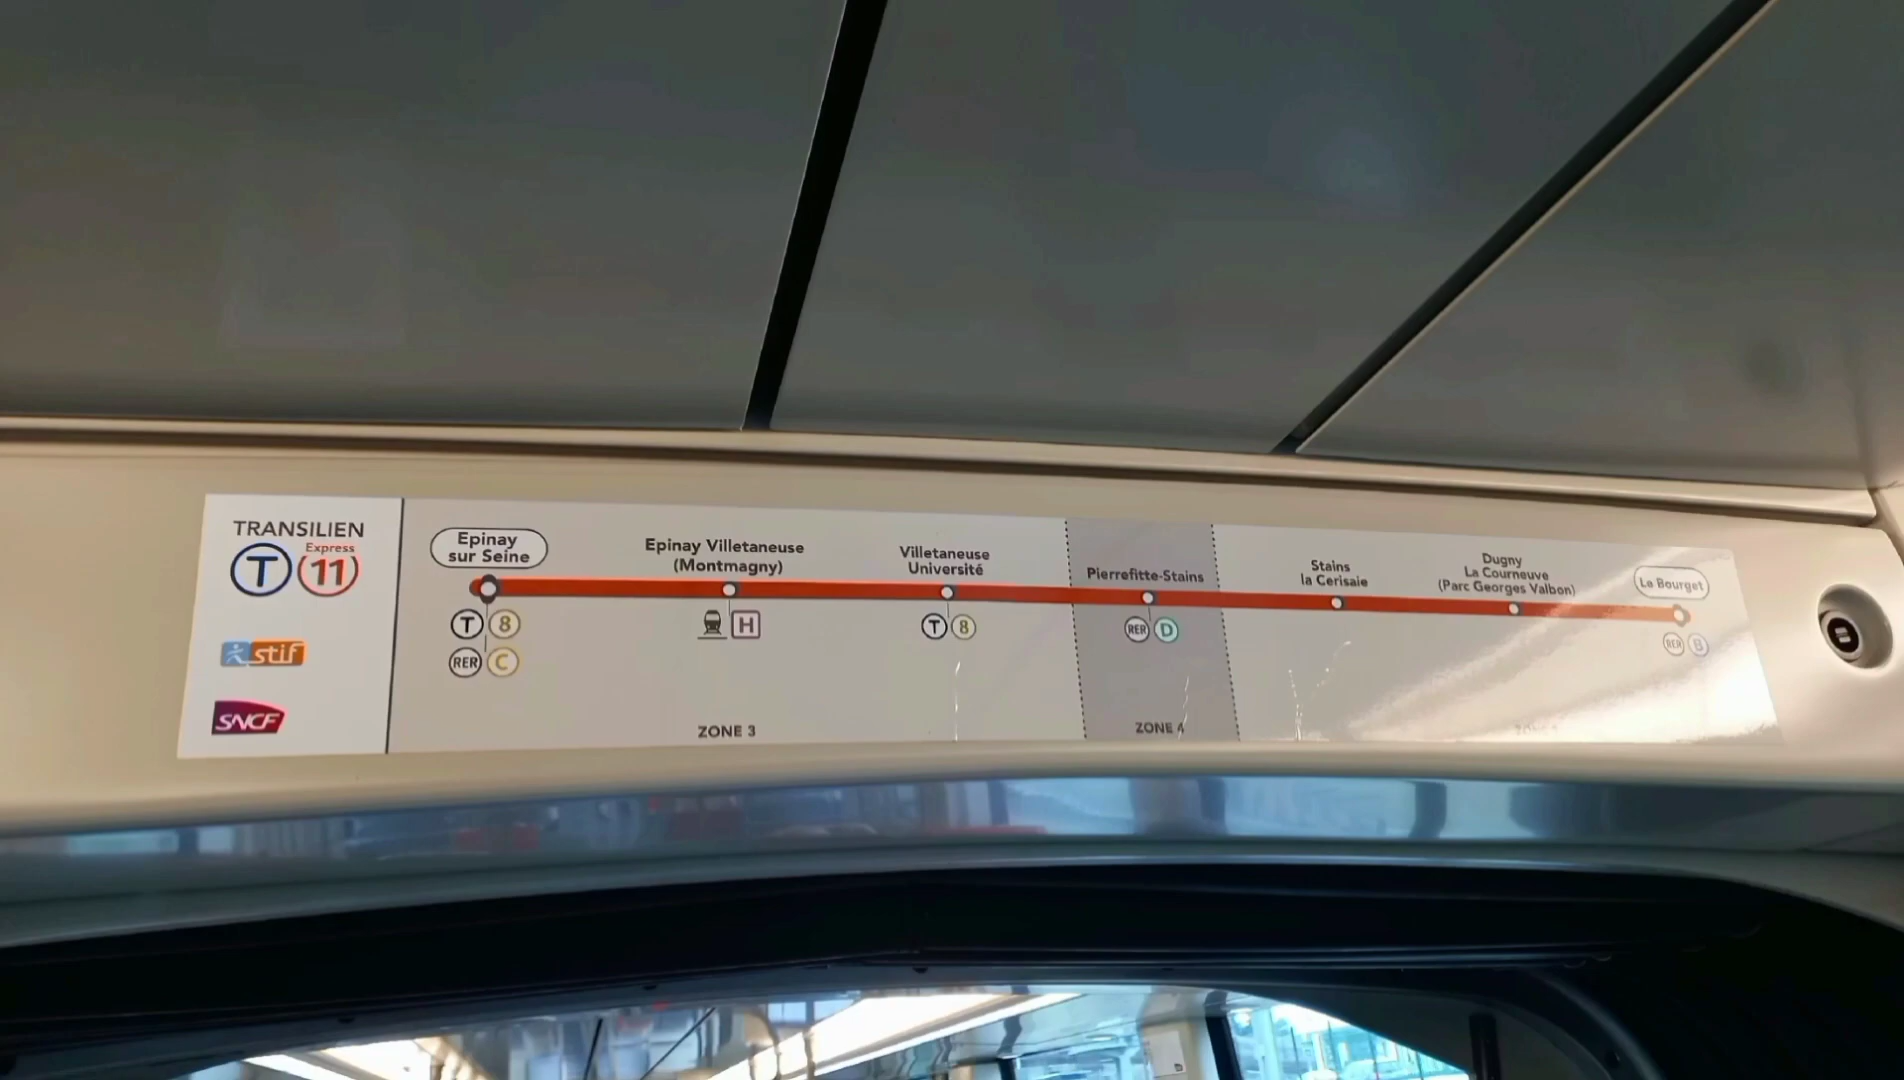 TRANSILIEN
T Express 11
stif
SNCF
Epinay
sur Seine
T 8
RER C
Epinay Villetaneuse
(Montmagny)
H
Villetaneuse
Université
T 8
ZONE 3
Pierrefitte-Stains
RER D
ZONE 4
Stains
la Cerisaie
Dugny
La Courneuve
(Parc Georges Valbon)
Le Bourget
RER B